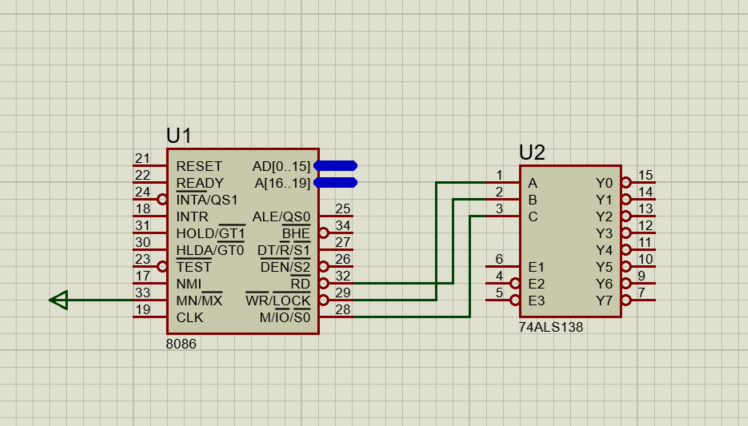 U1
21 RESET AD[0..15]
22 READY A[16..19]
24 INTA/QS1
18 INTR ALE/QS0 25
31 HOLD/GT1 BHE 34
30 HLDA/GT0 DT/R/S1 27
23 TEST DEN/S2 26
17 NMI RD 32
33 MN/MX WR/LOCK 29
19 CLK M/IO/S0 28
8086
U2
1 A Y0 15
2 B Y1 14
3 C Y2 13
Y3 12
Y4 11
6 E1 Y5 10
4 E2 Y6 9
5 E3 Y7 7
74ALS138